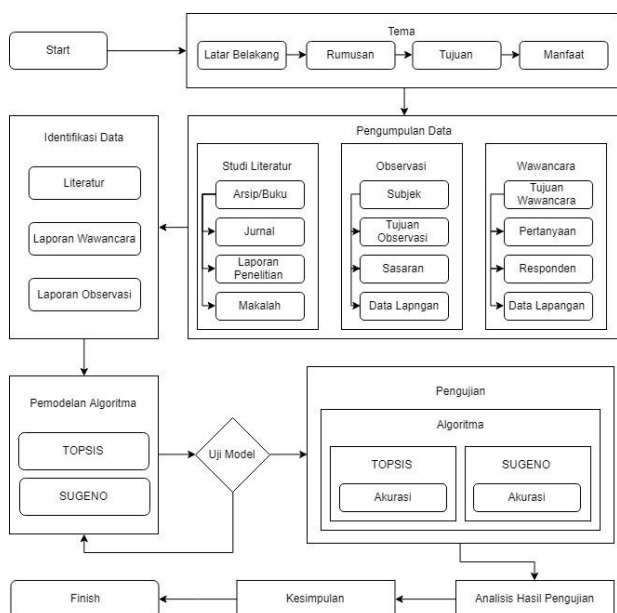 Start
Tema
Latar Belakang
Rumusan
Tujuan
Manfaat
Identifikasi Data
Literatur
Laporan Wawancara
Laporan Observasi
Pengumpulan Data
Studi Literatur
Arsip/Buku
Jurnal
Laporan
Penelitian
Makalah
Observasi
Subjek
Tujuan
Observasi
Sasaran
Data Lapngan
Wawancara
Tujuan
Wawancara
Pertanyaan
Responden
Data Lapangan
Pemodelan Algoritma
TOPSIS
SUGENO
Uji Model
Pengujian
Algoritma
TOPSIS
Akurasi
SUGENO
Akurasi
Finish
Kesimpulan
Analisis Hasil Pengujian